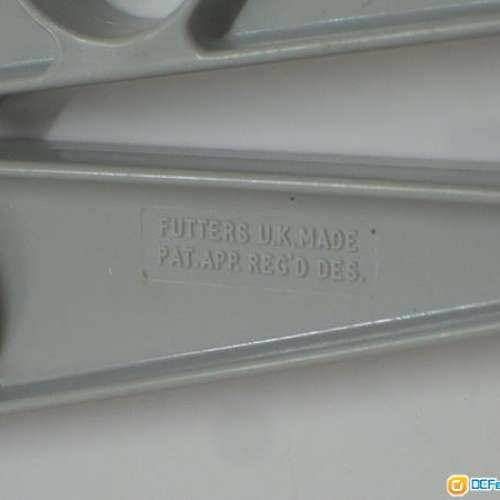 FUTTERS U.K.MADE
PAT.APP. REG'D DES.